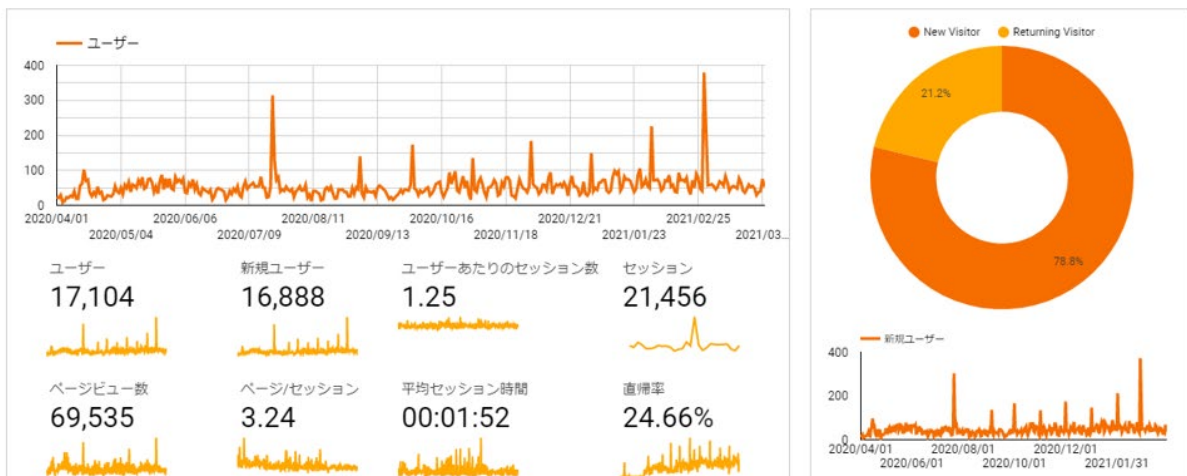 ユーザー
400
300
200
100
0
2020/04/01 2020/06/06 2020/08/11 2020/10/16 2020/12/21 2021/02/25
2020/05/04 2020/07/09 2020/09/13 2020/11/18 2021/01/23 2021/03...
ユーザー 新規ユーザー ユーザーあたりのセッション数 セッション
17,104 16,888 1.25 21,456
ページビュー数 ページ/セッション 平均セッション時間 直帰率
69,535 3.24 00:01:52 24.66%
New Visitor Returning Visitor
21.2%
78.8%
新規ユーザー
400
200
0
2020/04/01 2020/08/01 2020/12/01
2020/06/01 2020/10/01 2021/01/31